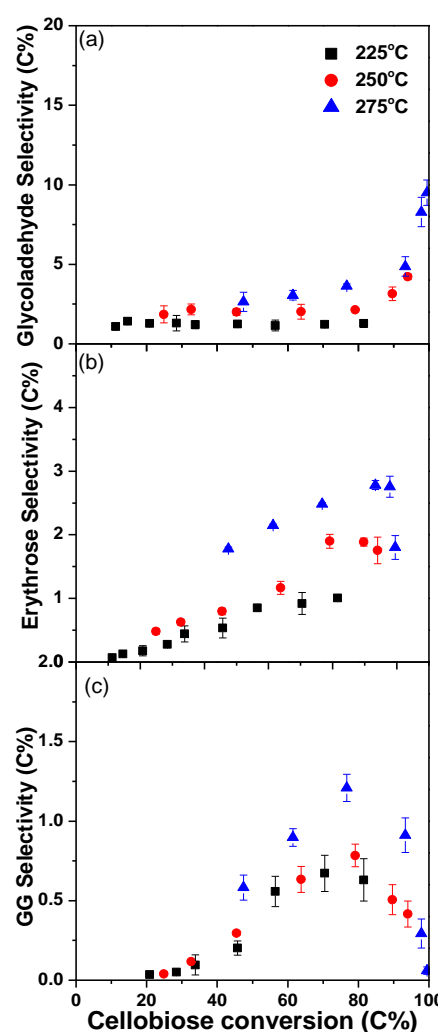 (a)
225°C
250°C
275°C
20
15
10
5
0
Glycoladehyde Selectivity (C%)
(b)
4
3
2
1
Erythrose Selectivity (C%)
2.0
(c)
1.5
1.0
0.5
0.0
GG Selectivity (C%)
0 20 40 60 80 100
Cellobiose conversion (C%)